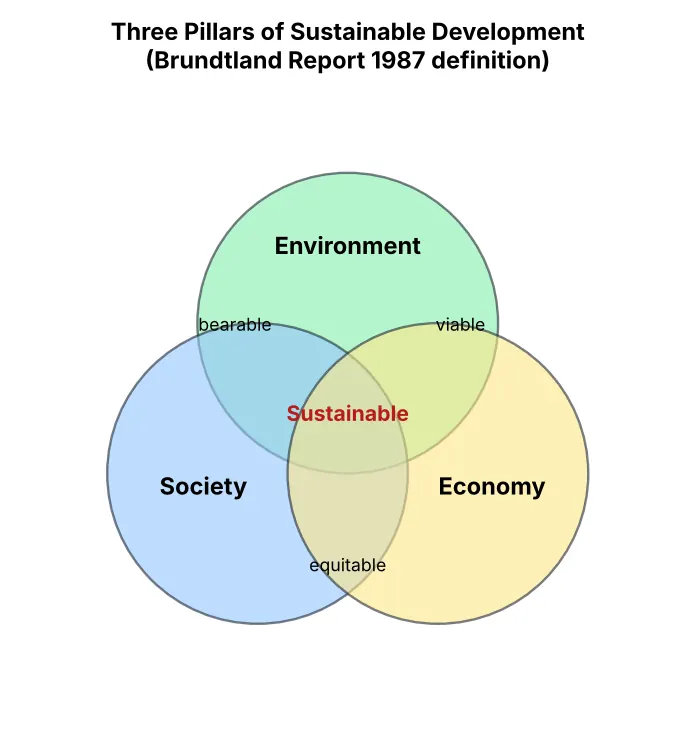 Three Pillars of Sustainable Development
(Brundtland Report 1987 definition)
Environment
bearable
viable
Sustainable
Society
Economy
equitable